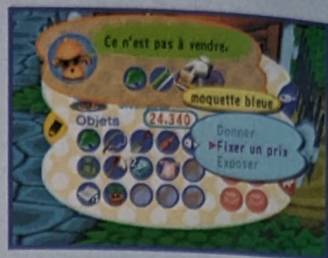 Ce n'est pas à vendre.
moquette bleue
Objets
24.340
Donner
Fixer un prix
Exposer